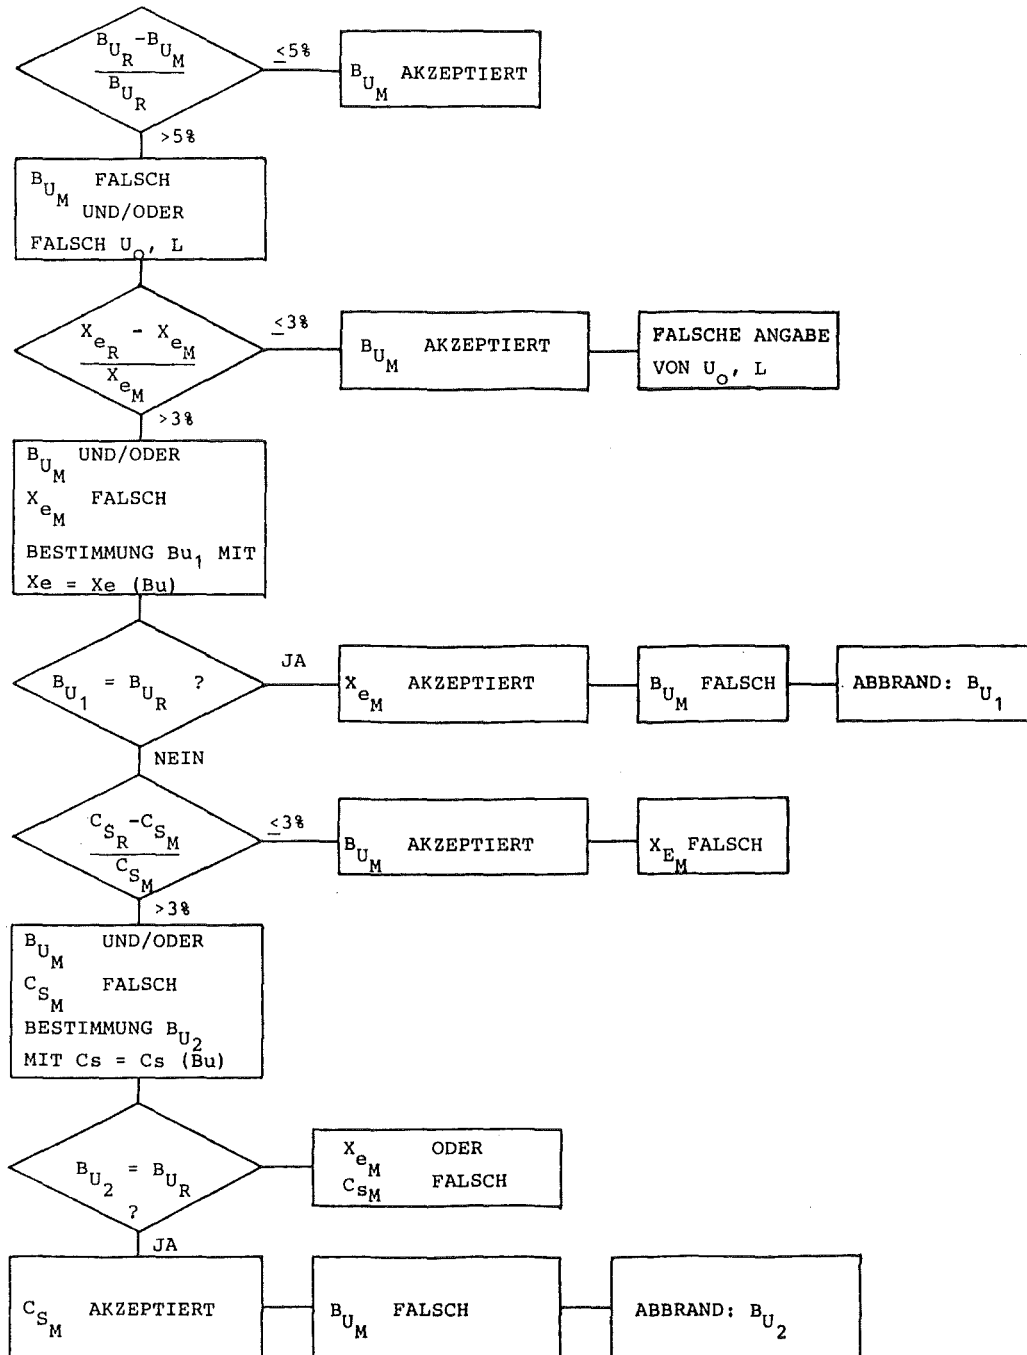 B_U_R - B_U_M
B_U_R
≤5%
B_U_M AKZEPTIERT
>5%
B_U_M FALSCH
UND/ODER
FALSCH U_O, L
X_e_R - X_e_M
X_e_M
≤3%
B_U_M AKZEPTIERT
FALSCHE ANGABE
VON U_O, L
>3%
B_U_M UND/ODER
X_e_M FALSCH
BESTIMMUNG Bu_1 MIT
Xe = Xe (Bu)
B_U_1 = B_U_R ?
JA
X_e_M AKZEPTIERT
B_U_M FALSCH
ABBRAND: B_U_1
NEIN
C_S_R - C_S_M
C_S_M
≤3%
B_U_M AKZEPTIERT
X_E_M FALSCH
>3%
B_U_M UND/ODER
C_S_M FALSCH
BESTIMMUNG B_U_2
MIT Cs = Cs (Bu)
B_U_2 = B_U_R
?
X_e_M ODER
C_s_M FALSCH
JA
C_S_M AKZEPTIERT
B_U_M FALSCH
ABBRAND: B_U_2